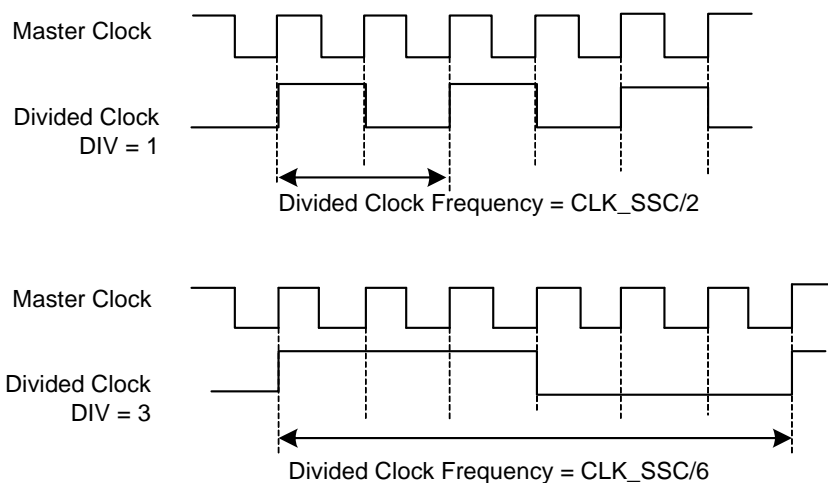 Master Clock
Divided Clock
DIV = 1
Divided Clock Frequency = CLK_SSC/2
Master Clock
Divided Clock
DIV = 3
Divided Clock Frequency = CLK_SSC/6